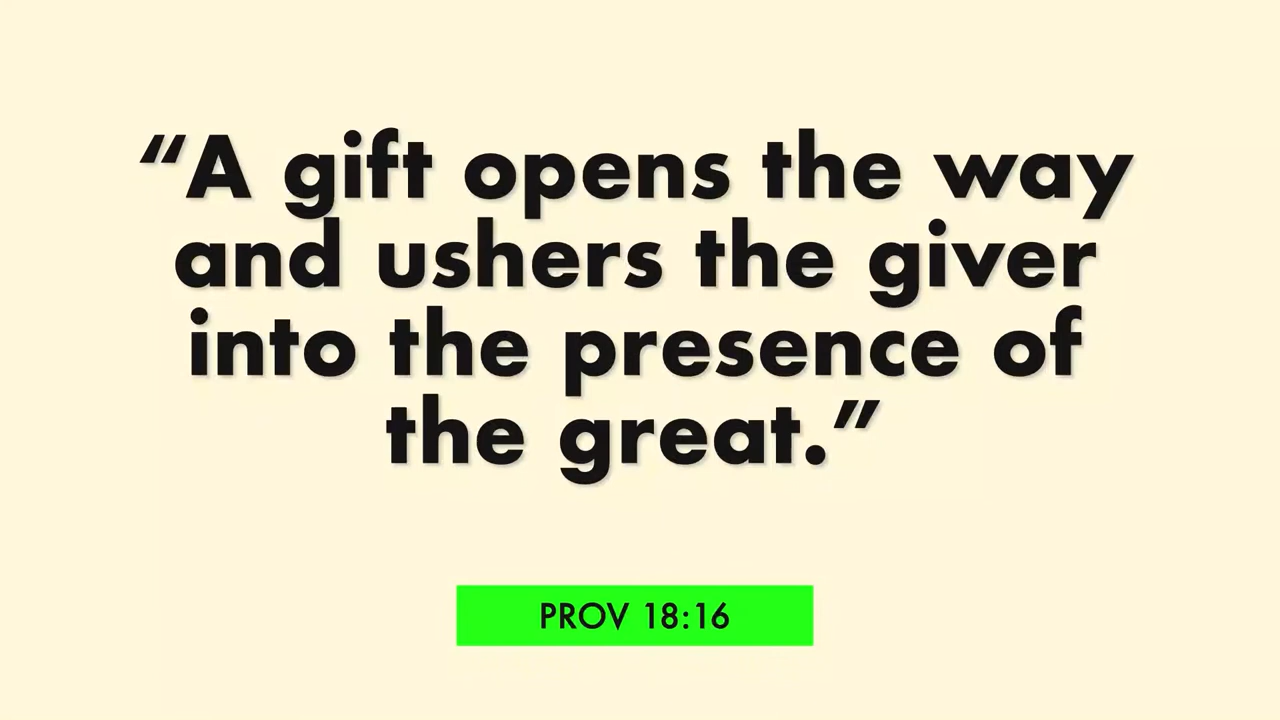 “A gift opens the way
and ushers the giver
into the presence of
the great.”
PROV 18:16